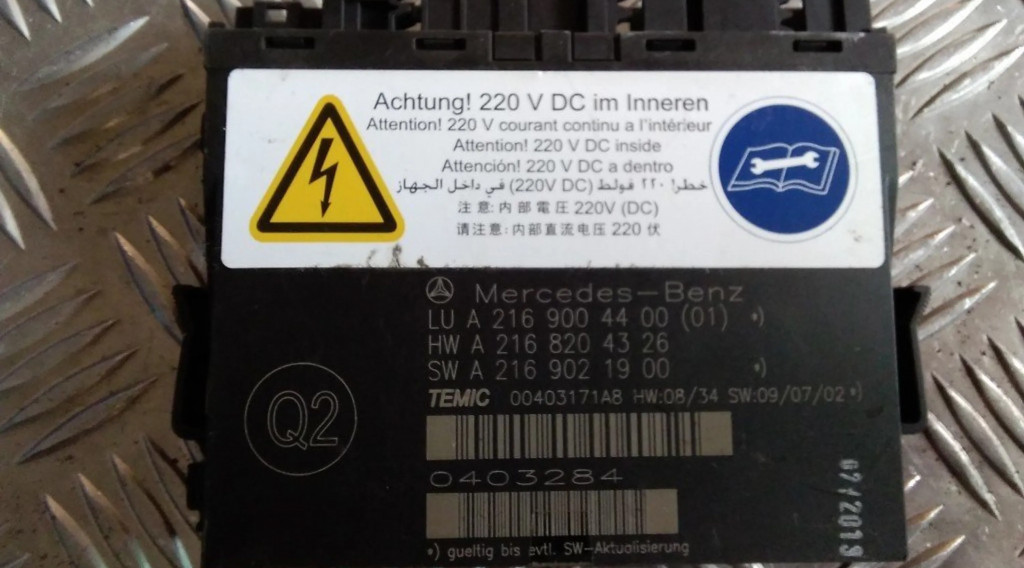 Achtung! 220 V DC im Inneren
Attention! 220 V courant continu a l'intérieur
Attention! 220 V DC inside
Atención! 220 V DC a dentro
خطر! ٢٢٠ فولط (220V DC) في داخل الجهاز
注意: 内部電圧 220V (DC)
请注意: 内部直流电压 220 伏
Mercedes-Benz
LU A 216 900 44 00 (01) *)
HW A 216 820 43 26
SW A 216 902 19 00 *)
TEMIC 00403171A8 HW:08/34 SW:09/07/02 *)
Q2
0403284
*) gueltig bis evtl. SW-Aktualisierung